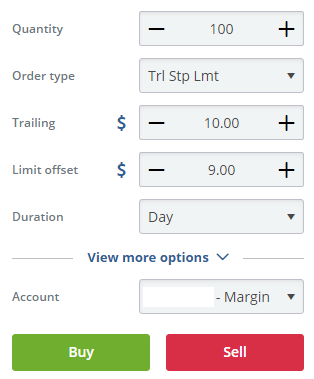 Quantity — 100 +
Order type Trl Stp Lmt
Trailing $ — 10.00 +
Limit offset $ — 9.00 +
Duration Day
View more options
Account - Margin
Buy Sell